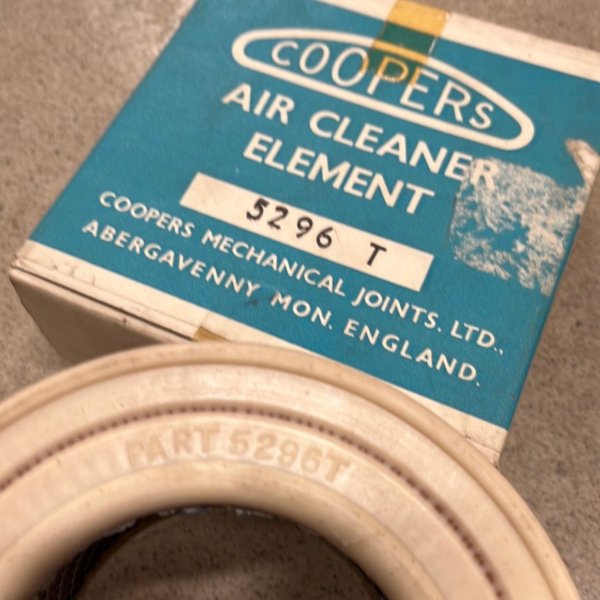 COOPERS
AIR CLEANER
ELEMENT
5296 T
COOPERS MECHANICAL JOINTS. LTD.,
ABERGAVENNY MON. ENGLAND.
PART 5296T